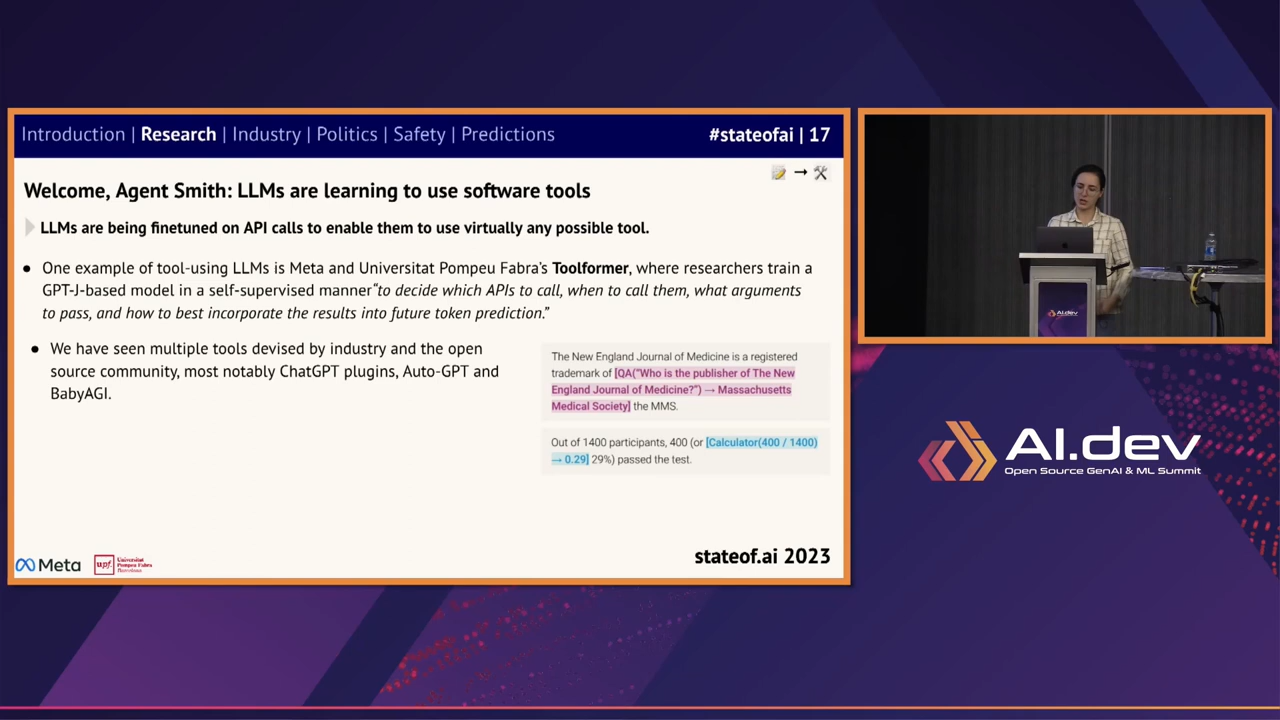 Introduction | Research | Industry | Politics | Safety | Predictions
#stateofai | 17
Welcome, Agent Smith: LLMs are learning to use software tools
LLMs are being finetuned on API calls to enable them to use virtually any possible tool.
● One example of tool-using LLMs is Meta and Universitat Pompeu Fabra's Toolformer, where researchers train a
GPT-J-based model in a self-supervised manner“to decide which APIs to call, when to call them, what arguments
to pass, and how to best incorporate the results into future token prediction.”
● We have seen multiple tools devised by industry and the open
source community, most notably ChatGPT plugins, Auto-GPT and
BabyAGI.
The New England Journal of Medicine is a registered
trademark of [QA(“Who is the publisher of The New
England Journal of Medicine?”) → Massachusetts
Medical Society] the MMS.
Out of 1400 participants, 400 (or [Calculator(400 / 1400)
→ 0.29] 29%) passed the test.
Meta
upf.
Universitat
Pompeu Fabra
Barcelona
stateof.ai 2023
AI.dev
AI.dev
Open Source GenAI & ML Summit